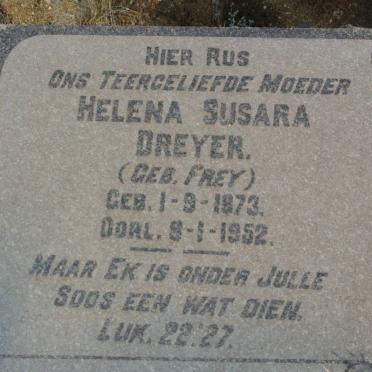 HIER RUS
ONS TEERGELIEFDE MOEDER
HELENA SUSARA
DREYER.
(GEB. FREY)
GEB. 1-9-1873.
OORL. 9-1-1952.
MAAR EK IS ONDER JULLE
SOOS EEN WAT DIEN.
LUK. 22:27.